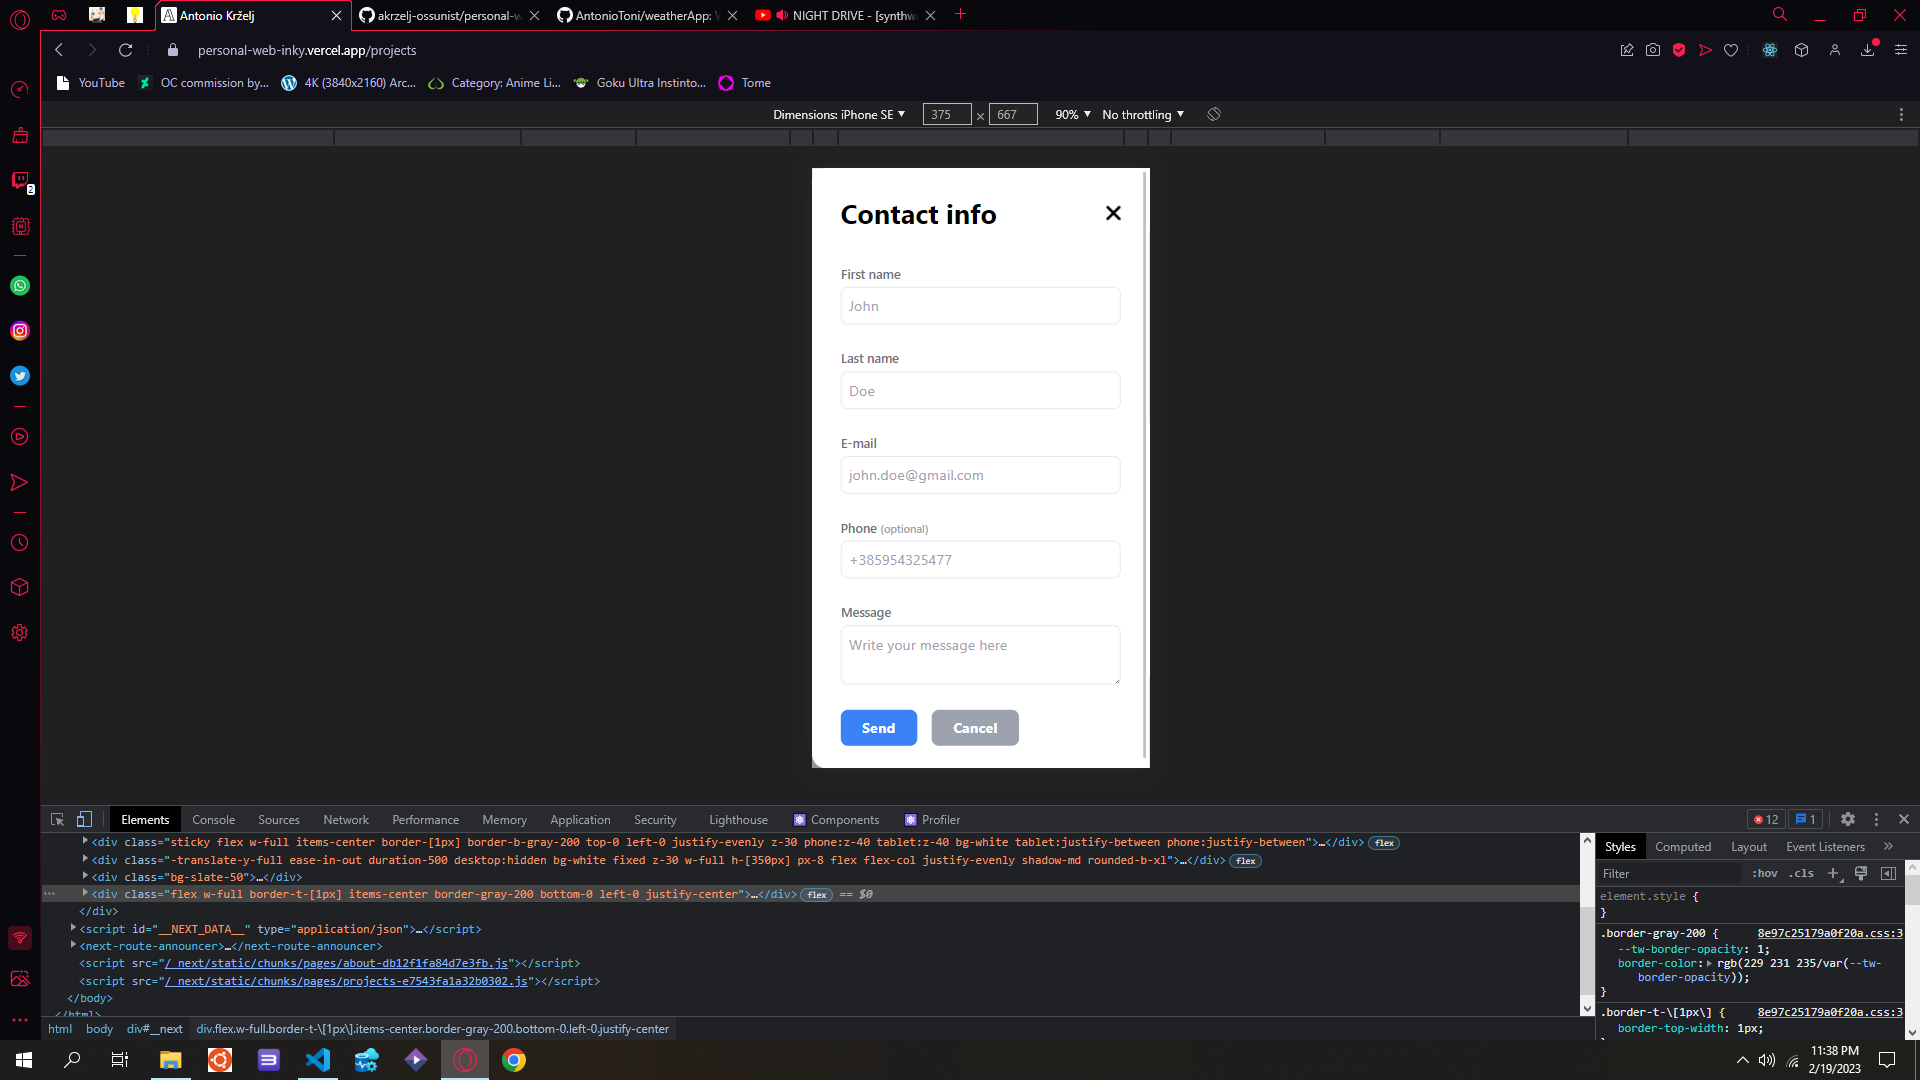 Antonio Krželj
akrzelj-ossunist/personal-w
AntonioToni/weatherApp: W
NIGHT DRIVE - [synthwa
personal-web-inky.vercel.app/projects
YouTube
OC commission by...
4K (3840x2160) Arc...
Category: Anime Li...
Goku Ultra Instinto...
Tome
Dimensions: iPhone SE
375
×
667
90%
No throttling
2
Contact info
First name
John
Last name
Doe
E-mail
john.doe@gmail.com
Phone (optional)
+385954325477
Message
Write your message here
Send
Cancel
Elements
Console
Sources
Network
Performance
Memory
Application
Security
Lighthouse
Components
Profiler
12
1
<div class="sticky flex w-full items-center border-[1px] border-b-gray-200 top-0 left-0 justify-evenly z-30 phone:z-40 tablet:z-40 bg-white tablet:justify-between phone:justify-between">…</div> flex
<div class="-translate-y-full ease-in-out duration-500 desktop:hidden bg-white fixed z-30 w-full h-[350px] px-8 flex flex-col justify-evenly shadow-md rounded-b-xl">…</div> flex
<div class="bg-slate-50">…</div>
<div class="flex w-full border-t-[1px] items-center border-gray-200 bottom-0 left-0 justify-center">…</div> flex == $0
</div>
<script id="__NEXT_DATA__" type="application/json">…</script>
<next-route-announcer>…</next-route-announcer>
<script src="/_next/static/chunks/pages/about-db12f1fa84d7e3fb.js"></script>
<script src="/_next/static/chunks/pages/projects-e7543fa1a32b0302.js"></script>
</body>
</html>
html
body
div#__next
div.flex.w-full.border-t-\[1px\].items-center.border-gray-200.bottom-0.left-0.justify-center
Styles
Computed
Layout
Event Listeners
Filter
:hov
.cls
element.style {
}
.border-gray-200 {
8e97c25179a0f20a.css:3
--tw-border-opacity: 1;
border-color: rgb(229 231 235/var(--tw-
border-opacity));
}
.border-t-\[1px\] {
8e97c25179a0f20a.css:3
border-top-width: 1px;
11:38 PM
2/19/2023